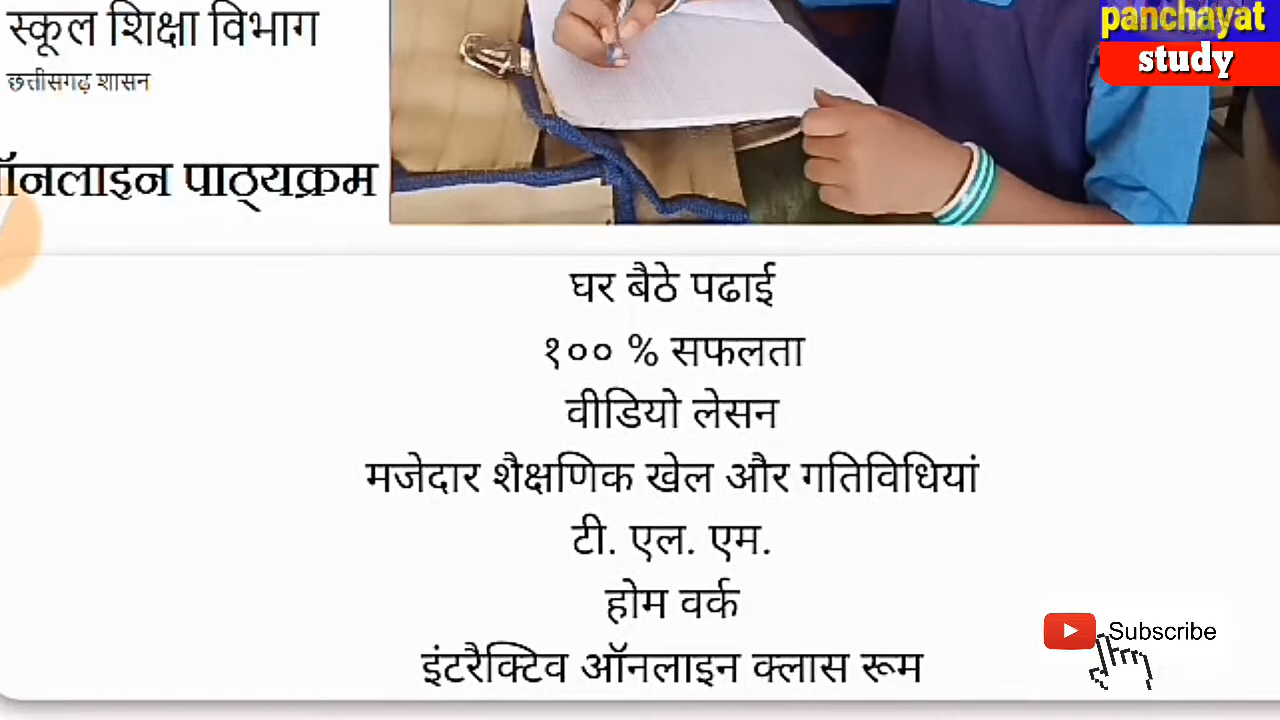 स्कूल शिक्षा विभाग
छत्तीसगढ़ शासन
ऑनलाइन पाठ्यक्रम
panchayat
study
घर बैठे पढाई
१०० % सफलता
वीडियो लेसन
मजेदार शैक्षणिक खेल और गतिविधियां
टी. एल. एम.
होम वर्क
इंटरैक्टिव ऑनलाइन क्लास रूम
Subscribe